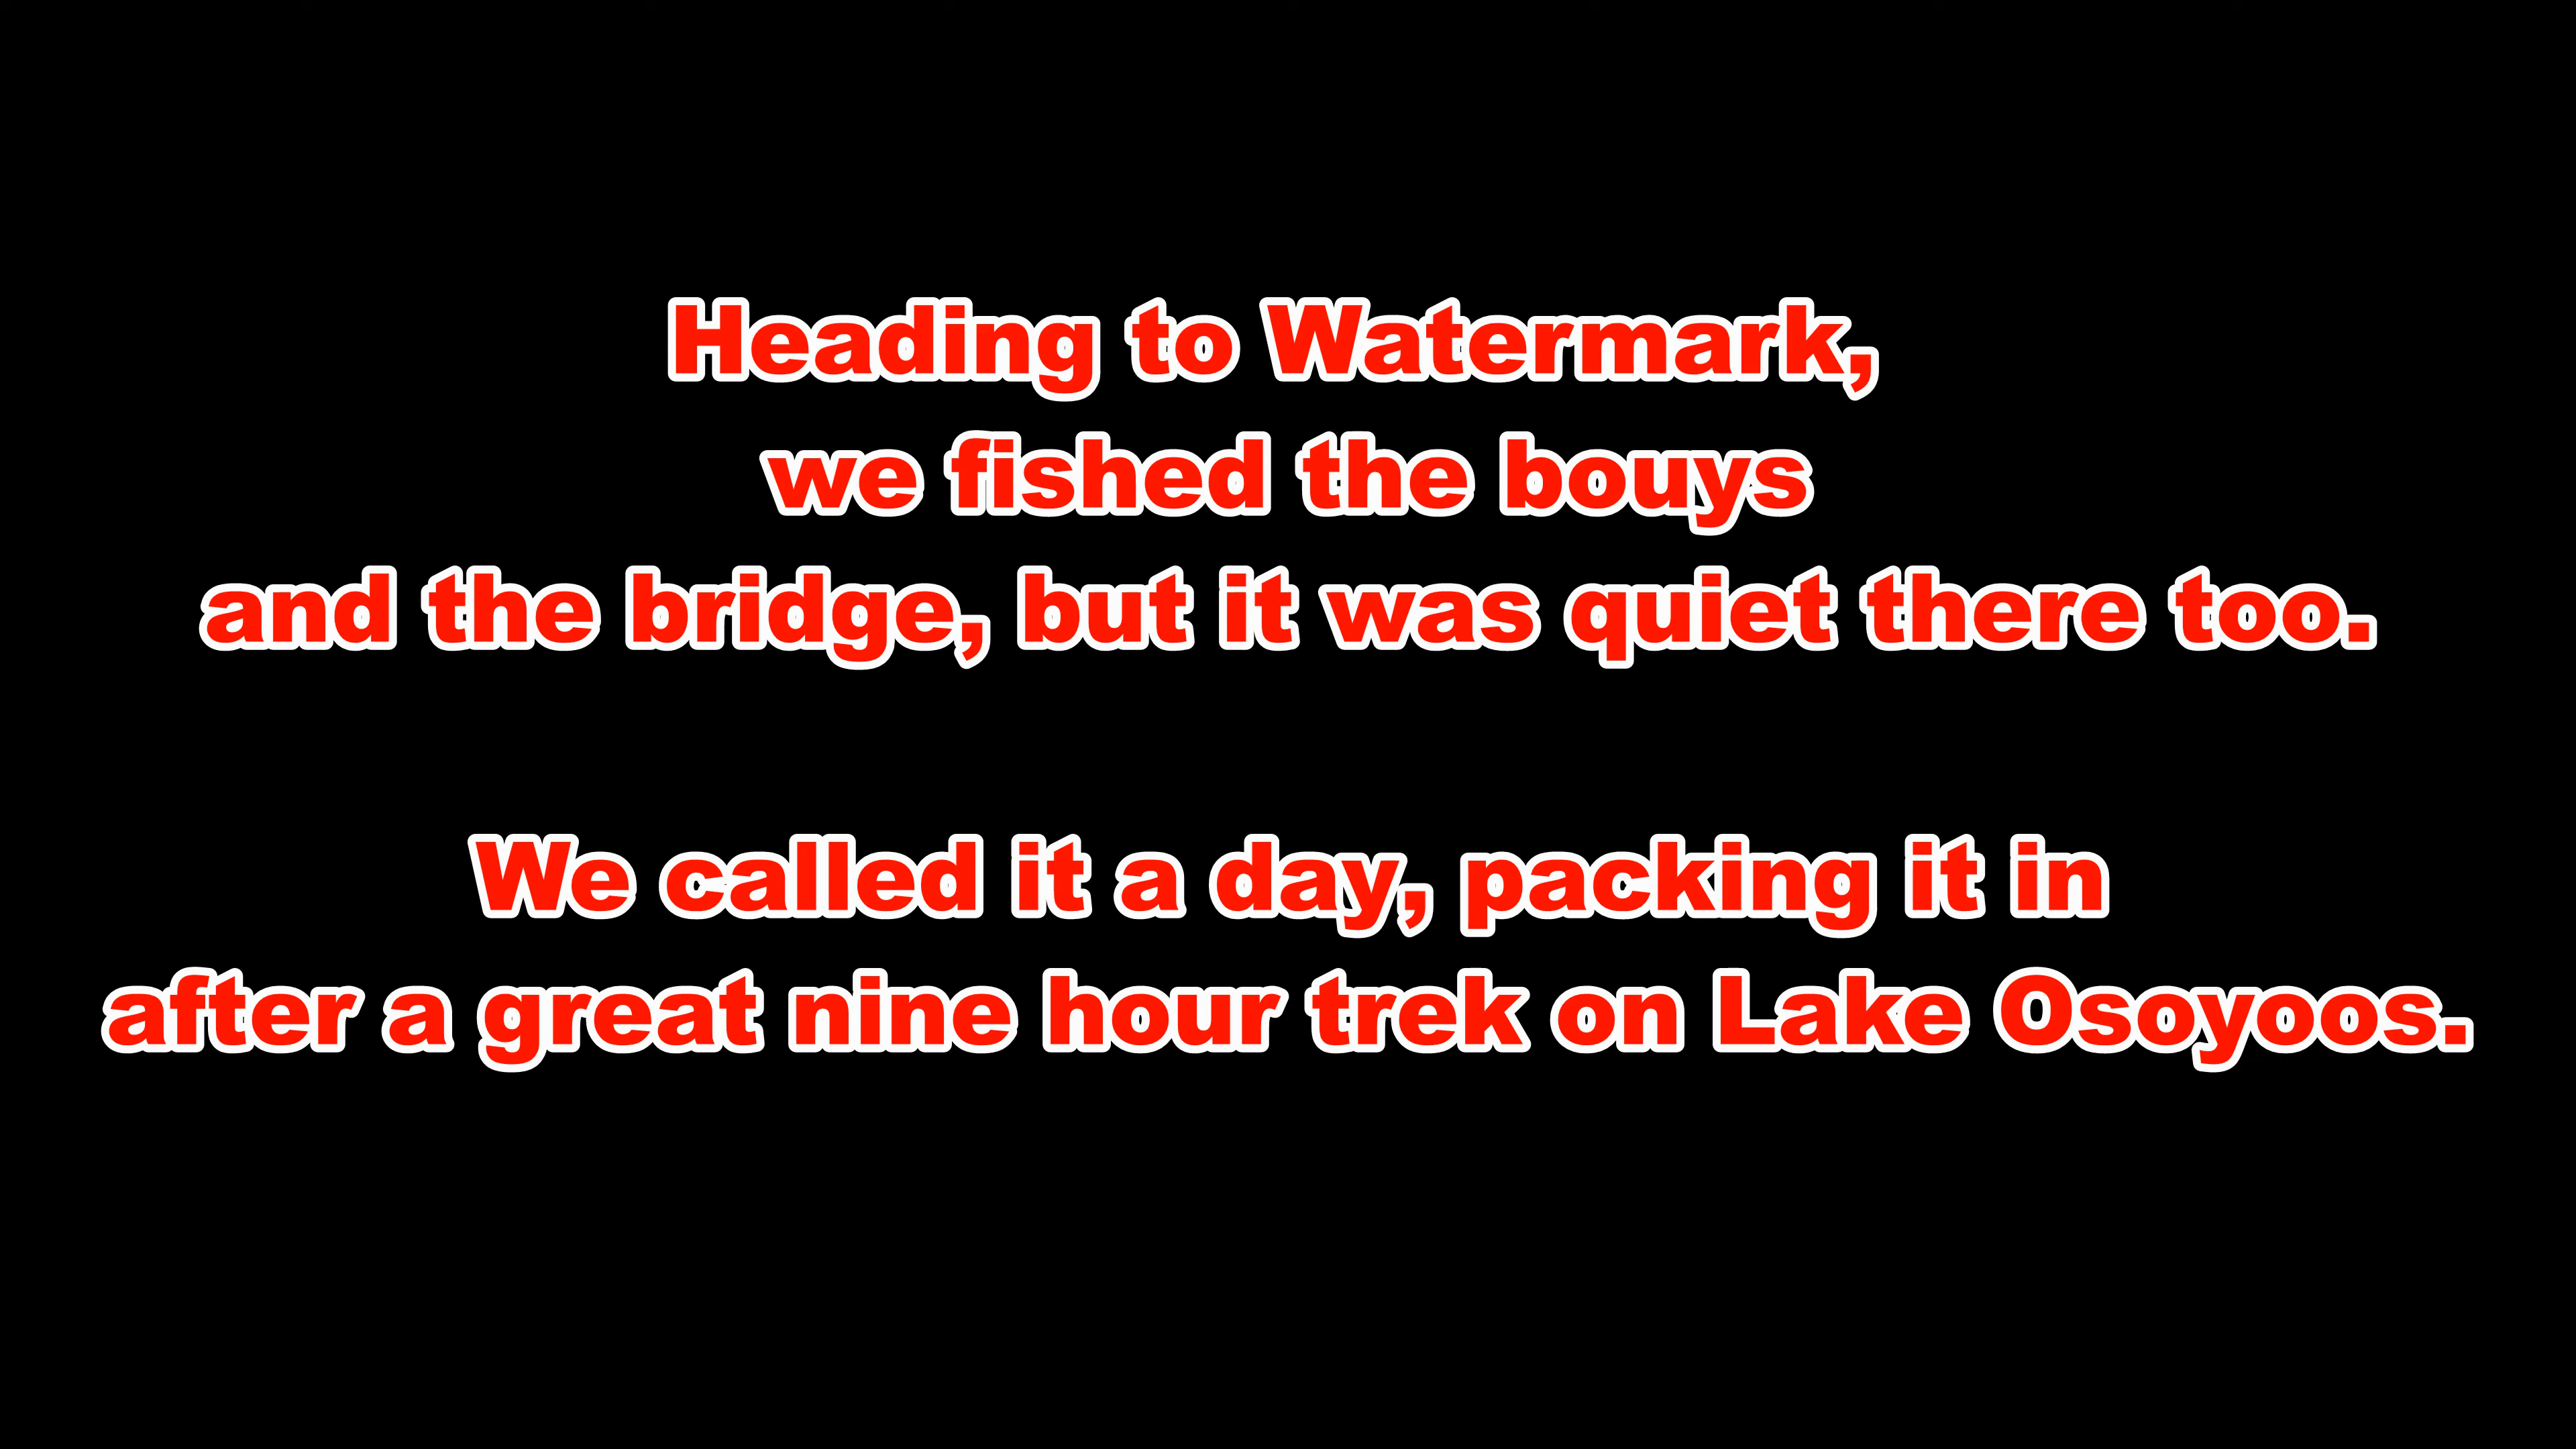 Heading to Watermark,
we fished the bouys
and the bridge, but it was quiet there too.
We called it a day, packing it in
after a great nine hour trek on Lake Osoyoos.